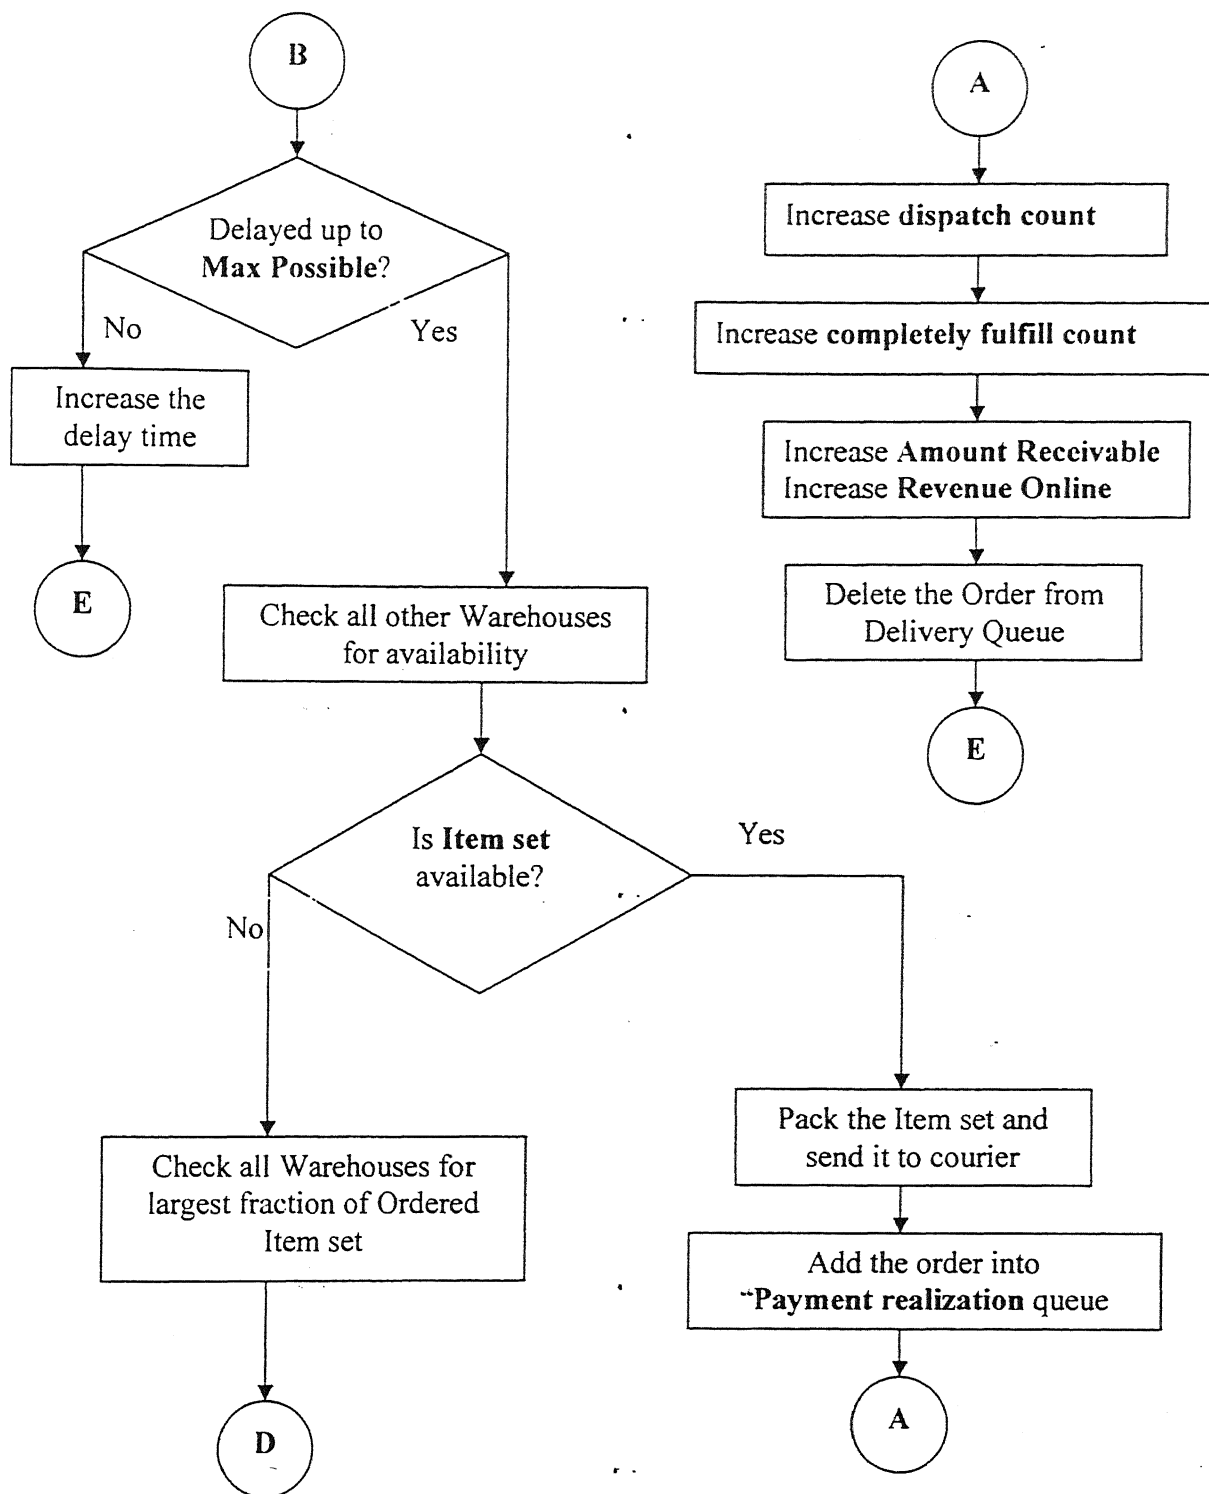 B
Delayed up to
Max Possible?
No
Yes
Increase the
delay time
E
Check all other Warehouses
for availability
Is Item set
available?
Yes
No
Check all Warehouses for
largest fraction of Ordered
Item set
D
Pack the Item set and
send it to courier
Add the order into
"Payment realization queue
A
A
Increase dispatch count
Increase completely fulfill count
Increase Amount Receivable
Increase Revenue Online
Delete the Order from
Delivery Queue
E